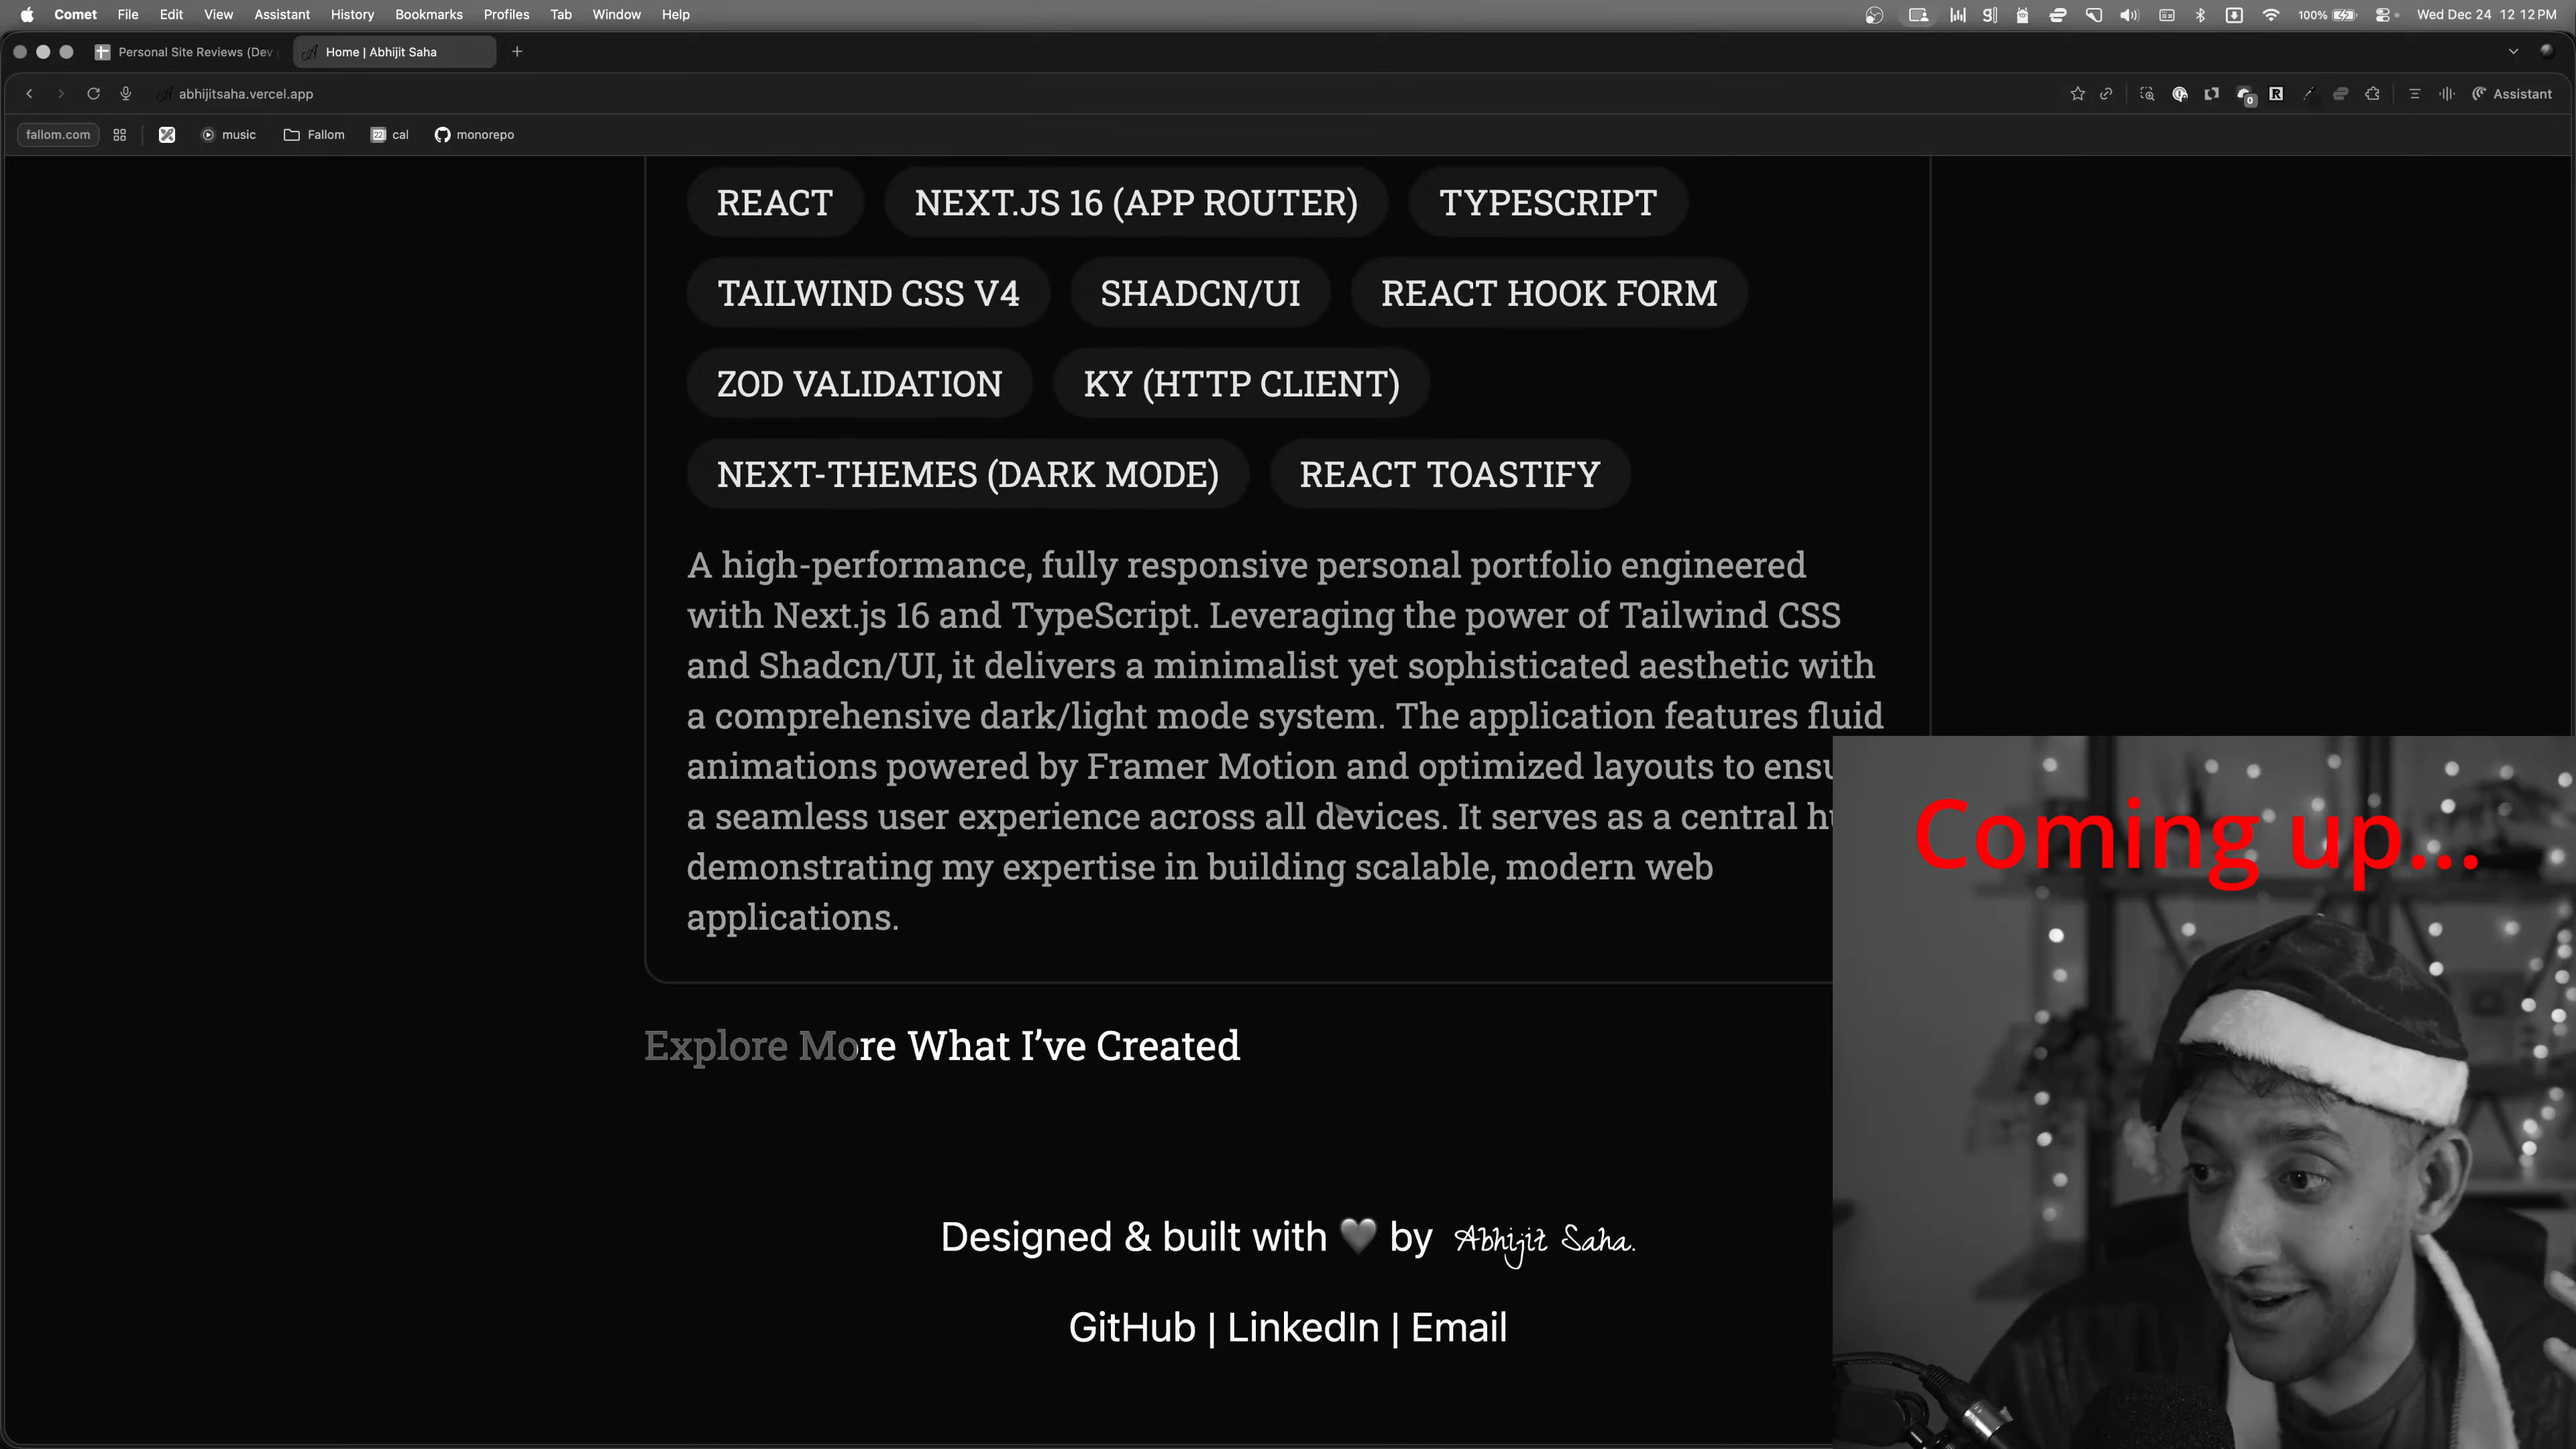 Comet File Edit View Assistant History Bookmarks Profiles Tab Window Help 100% Wed Dec 24 12 12 PM
Personal Site Reviews (Dev Home | Abhijit Saha
abhijitsaha.vercel.app 0 Assistant
fallom.com music Fallom 22 cal monorepo
REACT NEXT.JS 16 (APP ROUTER) TYPESCRIPT
TAILWIND CSS V4 SHADCN/UI REACT HOOK FORM
ZOD VALIDATION KY (HTTP CLIENT)
NEXT-THEMES (DARK MODE) REACT TOASTIFY
A high-performance, fully responsive personal portfolio engineered
with Next.js 16 and TypeScript. Leveraging the power of Tailwind CSS
and Shadcn/UI, it delivers a minimalist yet sophisticated aesthetic with
a comprehensive dark/light mode system. The application features fluid
animations powered by Framer Motion and optimized layouts to ensu
a seamless user experience across all devices. It serves as a central hu
demonstrating my expertise in building scalable, modern web
applications.
Coming up...
Explore More What I've Created
Designed & built with 🖤 by Abhijit Saha.
GitHub | LinkedIn | Email